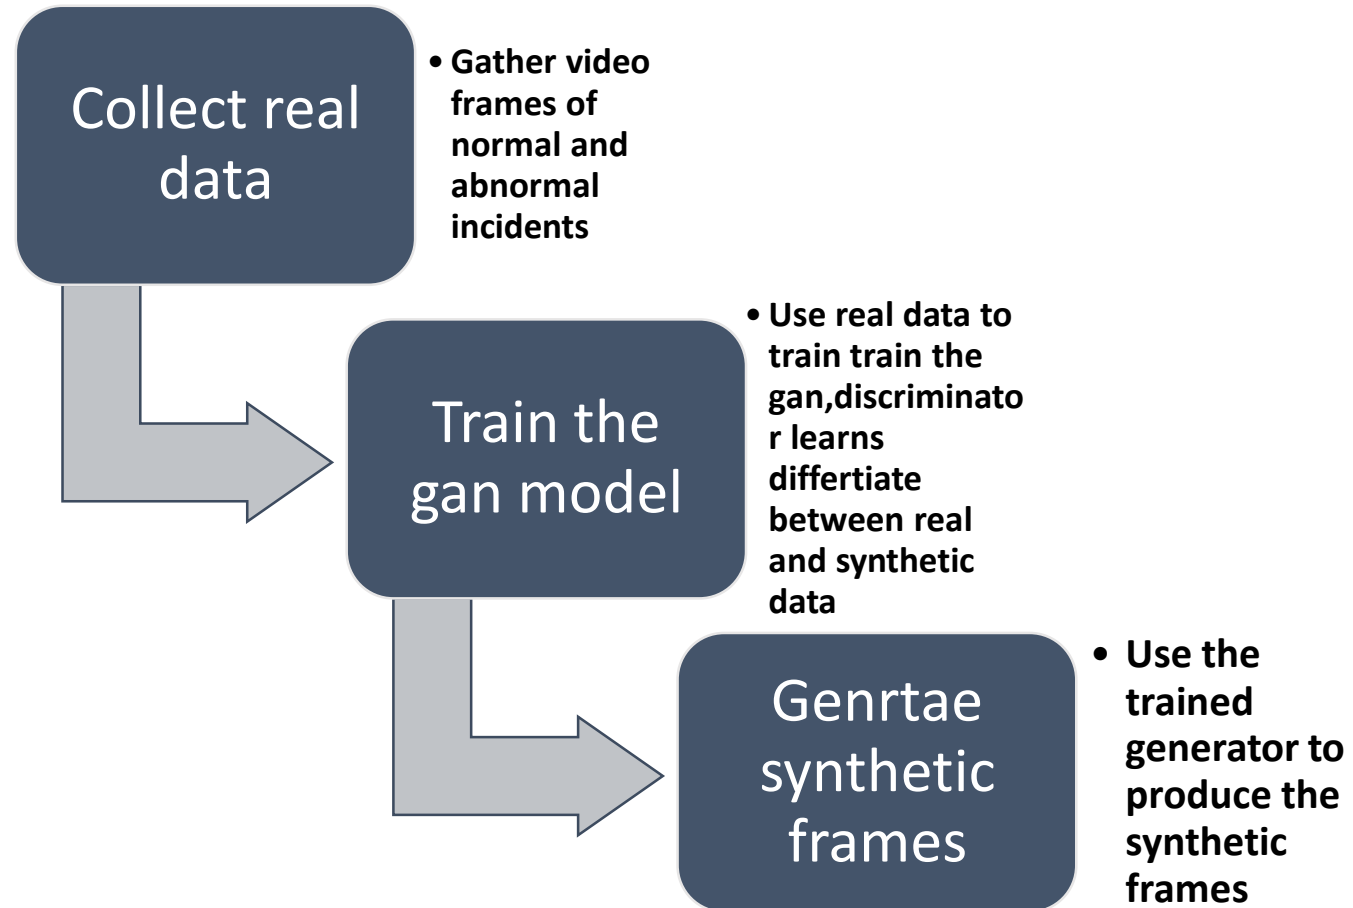 Collect real
data
• Gather video
frames of
normal and
abnormal
incidents
Train the
gan model
• Use real data to
train train the
gan,discriminato
r learns
differtiate
between real
and synthetic
data
Genrtae
synthetic
frames
• Use the
trained
generator to
produce the
synthetic
frames